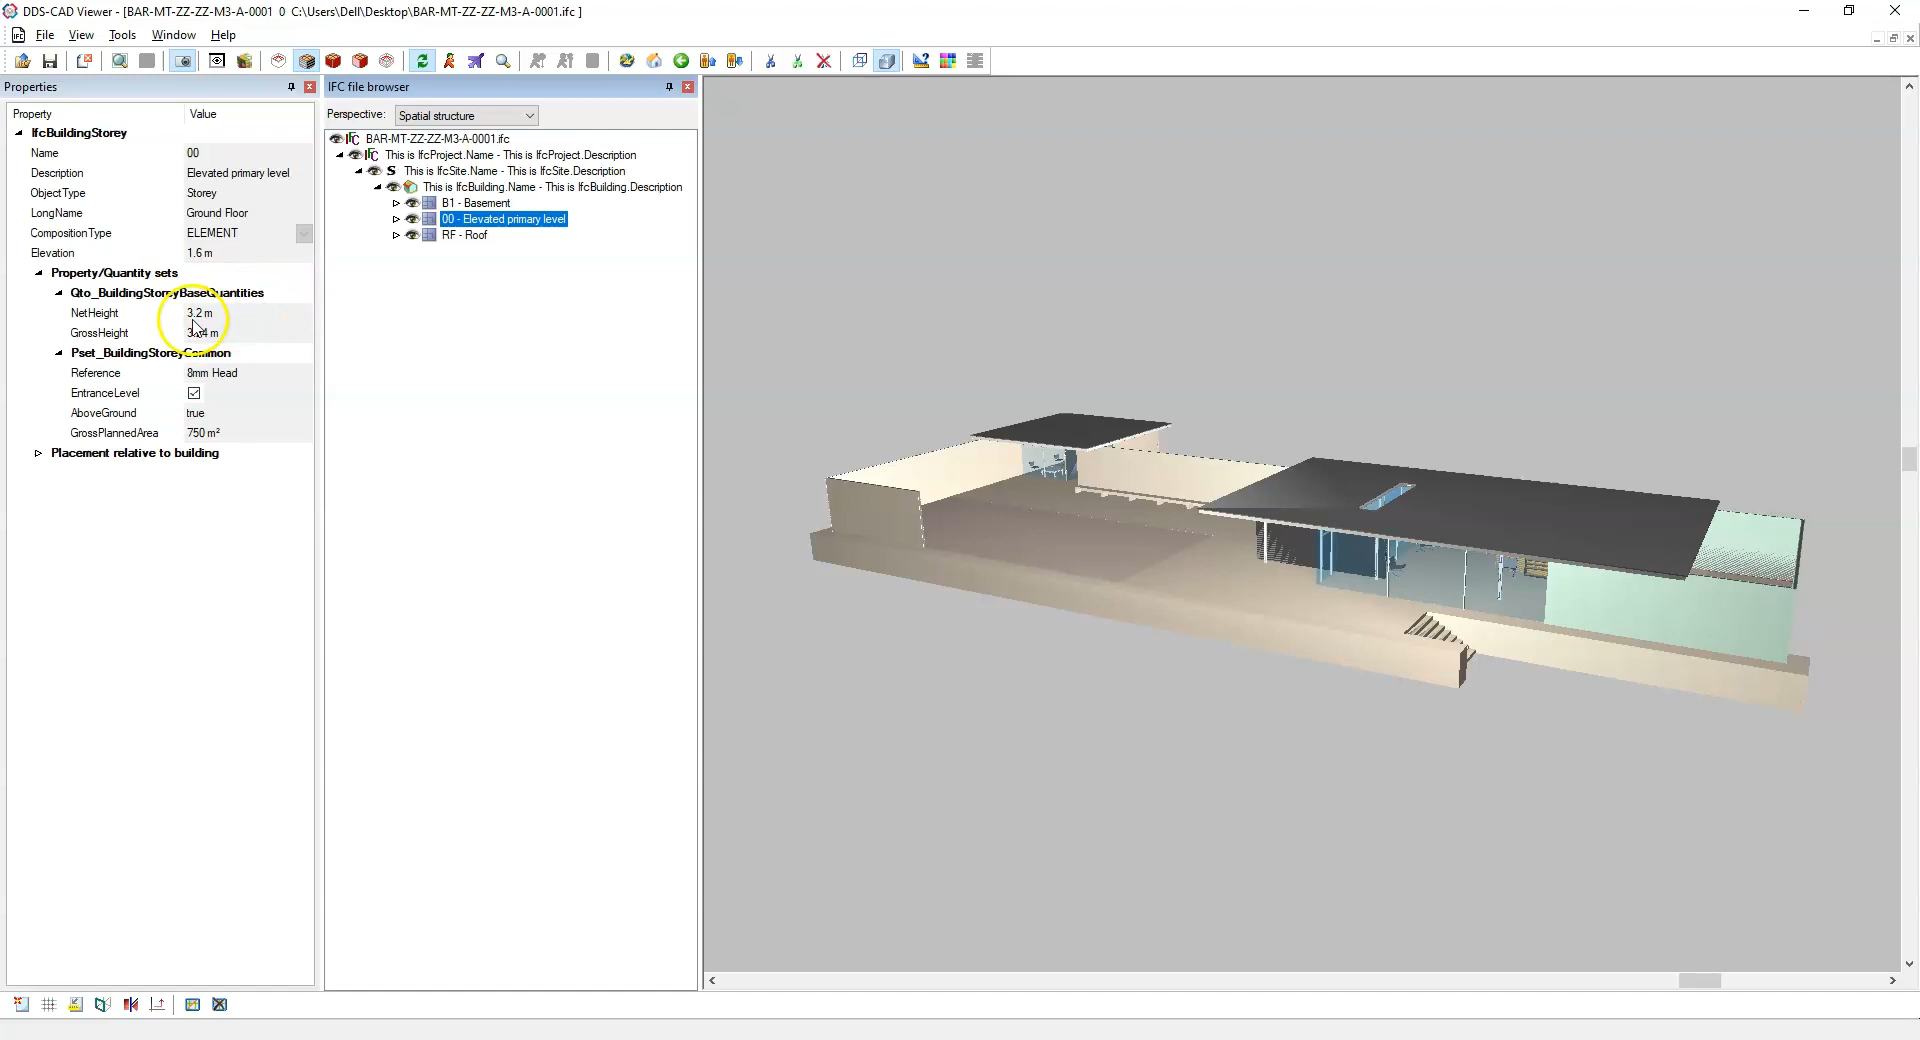 DDS-CAD Viewer - [BAR-MT-ZZ-ZZ-M3-A-0001  0  C:\Users\Dell\Desktop\BAR-MT-ZZ-ZZ-M3-A-0001.ifc ]
File View Tools Window Help
Properties
Property Value
IfcBuildingStorey
Name 00
Description Elevated primary level
ObjectType Storey
LongName Ground Floor
CompositionType ELEMENT
Elevation 1.6 m
Property/Quantity sets
Qto_BuildingStoreyBaseQuantities
NetHeight 3.2 m
GrossHeight
Pset_BuildingStoreyCommon
Reference 8mm Head
EntranceLevel
AboveGround true
GrossPlannedArea 750 m²
Placement relative to building
IFC file browser
Perspective: Spatial structure
IFC BAR-MT-ZZ-ZZ-M3-A-0001.ifc
This is IfcProject.Name - This is IfcProject.Description
S This is IfcSite.Name - This is IfcSite.Description
This is IfcBuilding.Name - This is IfcBuilding.Description
B1 - Basement
00 - Elevated primary level
RF - Roof